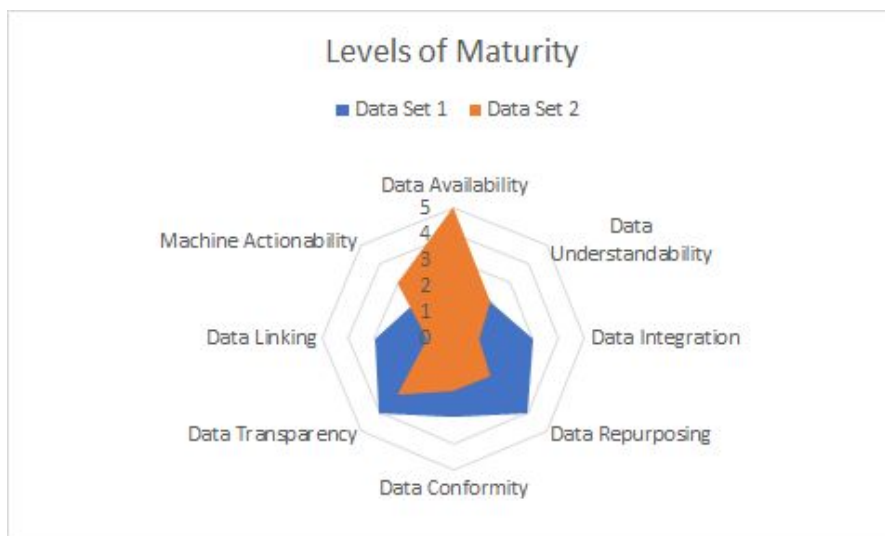 Levels of Maturity
Data Set 1 Data Set 2
Data Availability
5
4
3
2
1
0
Data
Understandability
Machine Actionability
Data Linking
Data Integration
Data Transparency
Data Repurposing
Data Conformity